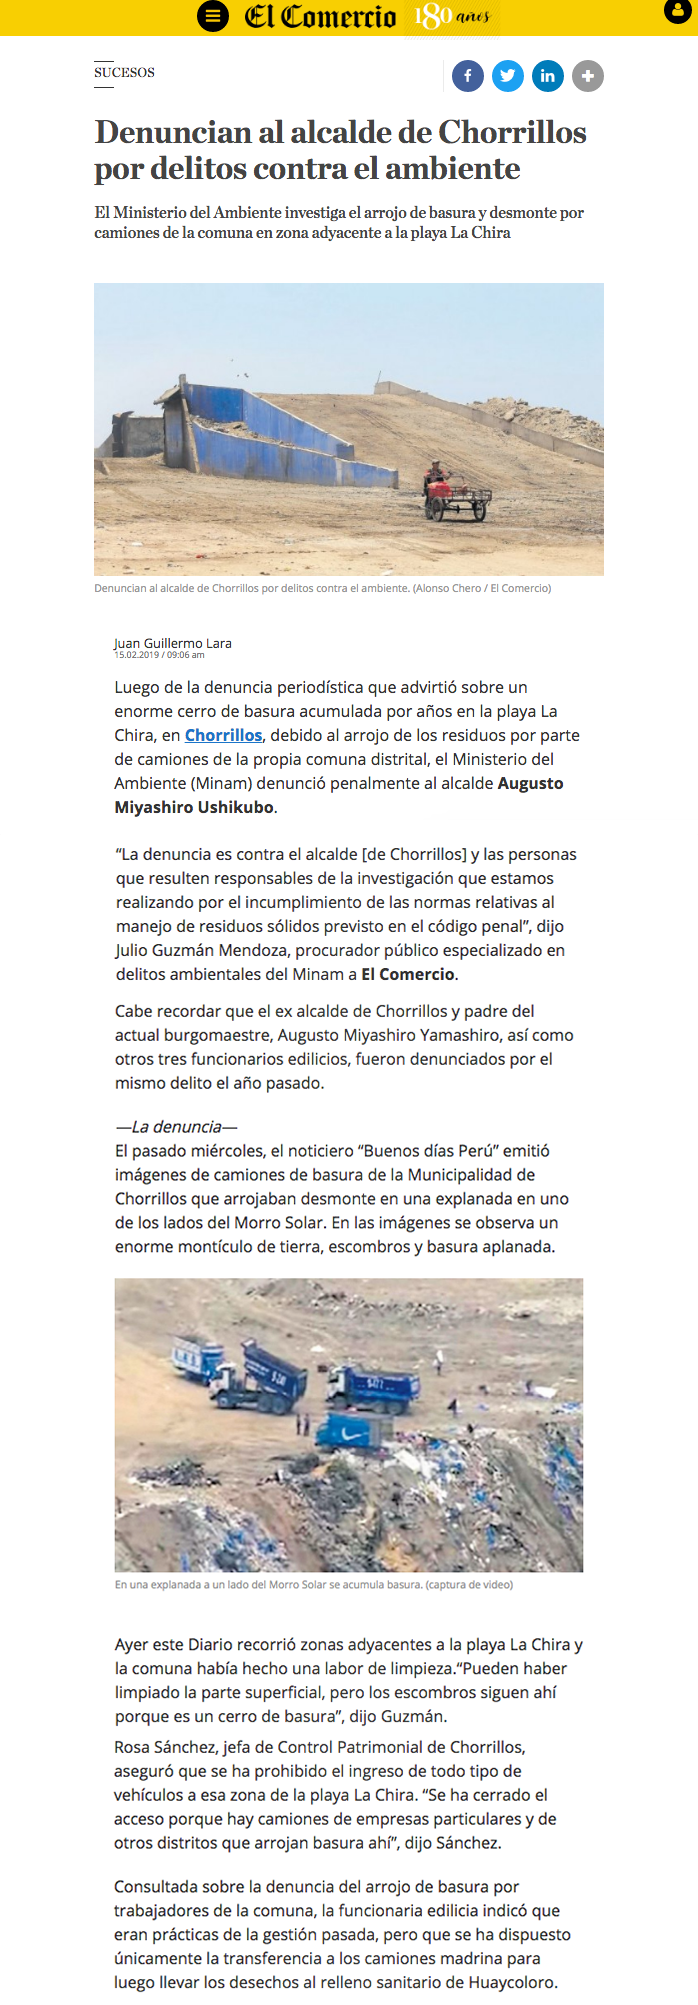 El Comercio 180 años
SUCESOS
Denuncian al alcalde de Chorrillos
por delitos contra el ambiente
El Ministerio del Ambiente investiga el arrojo de basura y desmonte por
camiones de la comuna en zona adyacente a la playa La Chira
Denuncian al alcalde de Chorrillos por delitos contra el ambiente. (Alonso Chero / El Comercio)
Juan Guillermo Lara
15.02.2019 / 09:06 am
Luego de la denuncia periodística que advirtió sobre un
enorme cerro de basura acumulada por años en la playa La
Chira, en Chorrillos, debido al arrojo de los residuos por parte
de camiones de la propia comuna distrital, el Ministerio del
Ambiente (Minam) denunció penalmente al alcalde Augusto
Miyashiro Ushikubo.
“La denuncia es contra el alcalde [de Chorrillos] y las personas
que resulten responsables de la investigación que estamos
realizando por el incumplimiento de las normas relativas al
manejo de residuos sólidos previsto en el código penal”, dijo
Julio Guzmán Mendoza, procurador público especializado en
delitos ambientales del Minam a El Comercio.
Cabe recordar que el ex alcalde de Chorrillos y padre del
actual burgomaestre, Augusto Miyashiro Yamashiro, así como
otros tres funcionarios edilicios, fueron denunciados por el
mismo delito el año pasado.
—La denuncia—
El pasado miércoles, el noticiero “Buenos días Perú” emitió
imágenes de camiones de basura de la Municipalidad de
Chorrillos que arrojaban desmonte en una explanada en uno
de los lados del Morro Solar. En las imágenes se observa un
enorme montículo de tierra, escombros y basura aplanada.
En una explanada a un lado del Morro Solar se acumula basura. (captura de video)
Ayer este Diario recorrió zonas adyacentes a la playa La Chira y
la comuna había hecho una labor de limpieza.“Pueden haber
limpiado la parte superficial, pero los escombros siguen ahí
porque es un cerro de basura”, dijo Guzmán.
Rosa Sánchez, jefa de Control Patrimonial de Chorrillos,
aseguró que se ha prohibido el ingreso de todo tipo de
vehículos a esa zona de la playa La Chira. “Se ha cerrado el
acceso porque hay camiones de empresas particulares y de
otros distritos que arrojan basura ahí”, dijo Sánchez.
Consultada sobre la denuncia del arrojo de basura por
trabajadores de la comuna, la funcionaria edilicia indicó que
eran prácticas de la gestión pasada, pero que se ha dispuesto
únicamente la transferencia a los camiones madrina para
luego llevar los desechos al relleno sanitario de Huaycoloro.